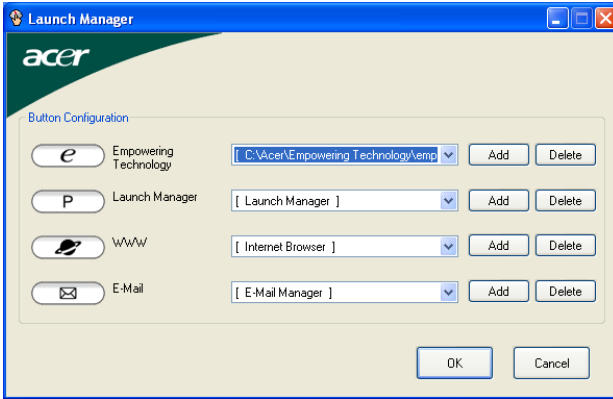 Launch Manager
acer
Button Configuration
e Empowering Technology [ C:\Acer\Empowering Technology\emp Add Delete
P Launch Manager [ Launch Manager ] Add Delete
WWW [ Internet Browser ] Add Delete
E-Mail [ E-Mail Manager ] Add Delete
OK Cancel